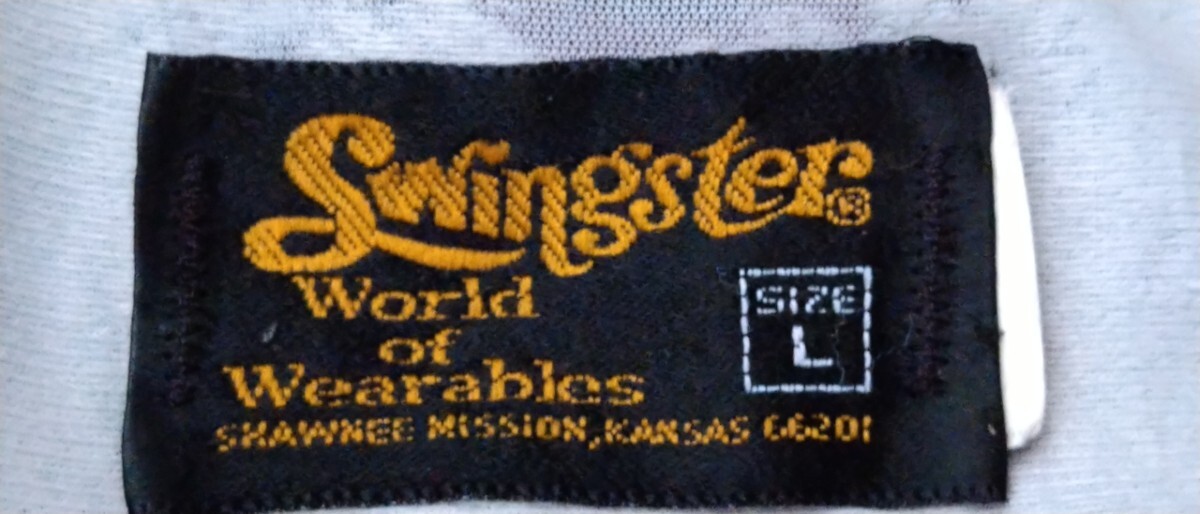 Swingster®
World
of
Wearables
SIZE
L
SHAWNEE MISSION, KANSAS 66201